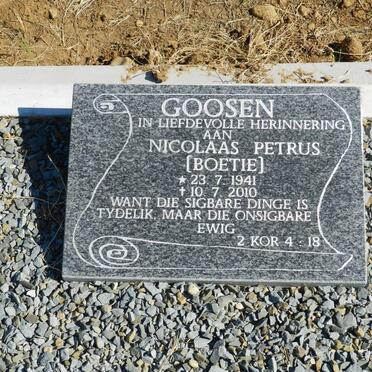 GOOSEN
IN LIEFDEVOLLE HERINNERING
AAN
NICOLAAS PETRUS
[BOETIE]
★ 23. 7. 1941
✝ 10. 7. 2010
WANT DIE SIGBARE DINGE IS
TYDELIK, MAAR DIE ONSIGBARE
EWIG
2 KOR 4 - 18